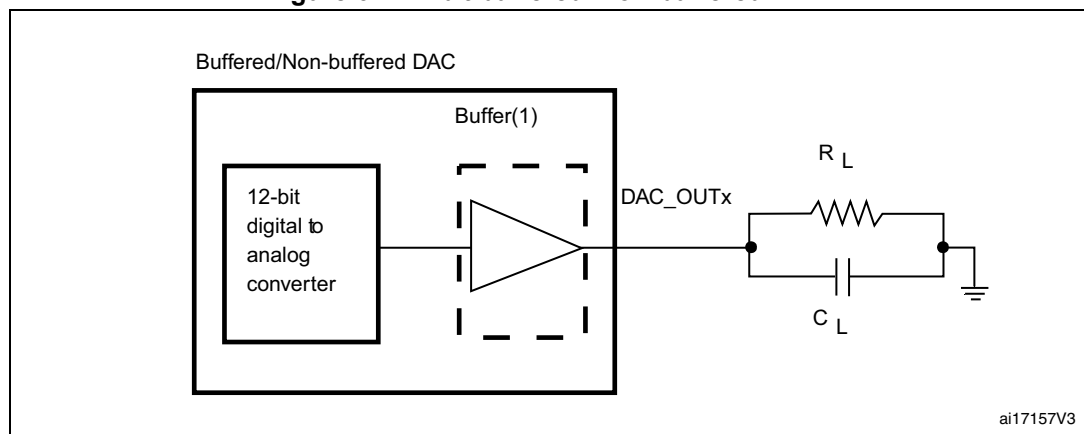 Buffered/Non-buffered DAC
Buffer(1)
12-bit
digital to
analog
converter
DAC_OUTx
R L
C L
ai17157V3